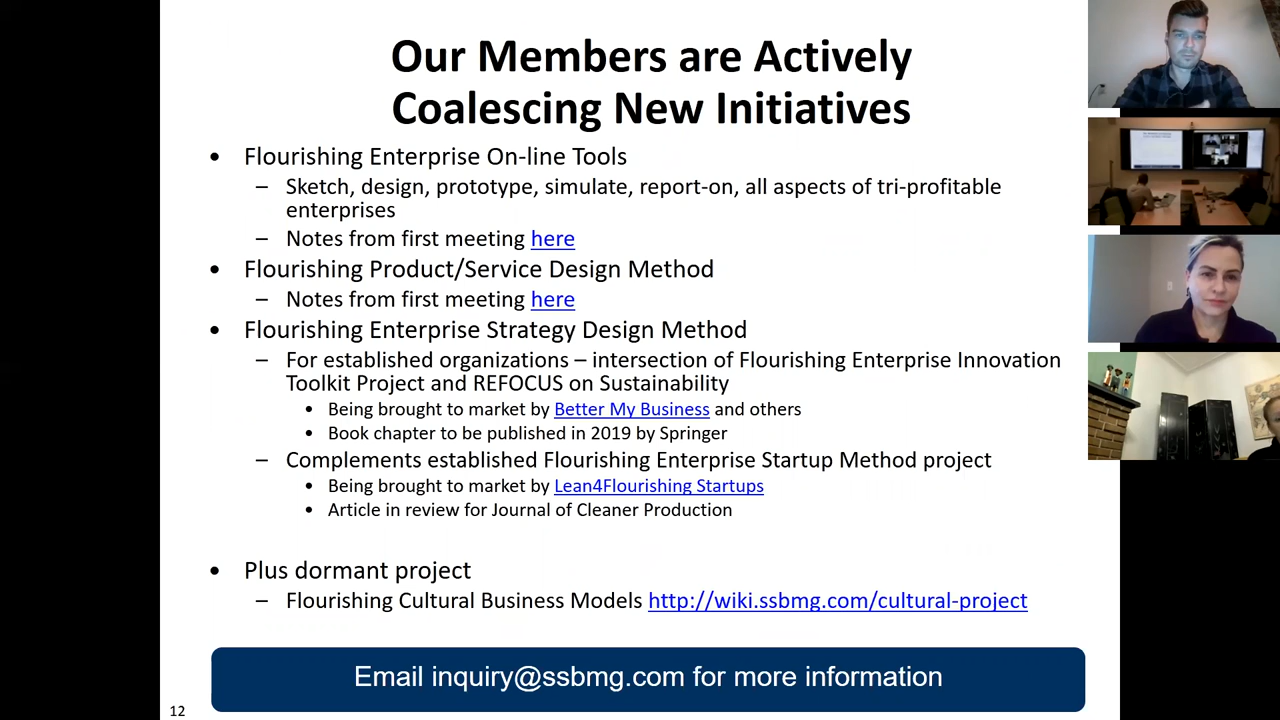 Our Members are Actively
Coalescing New Initiatives
• Flourishing Enterprise On-line Tools
– Sketch, design, prototype, simulate, report-on, all aspects of tri-profitable
enterprises
– Notes from first meeting here
• Flourishing Product/Service Design Method
– Notes from first meeting here
• Flourishing Enterprise Strategy Design Method
– For established organizations – intersection of Flourishing Enterprise Innovation
Toolkit Project and REFOCUS on Sustainability
• Being brought to market by Better My Business and others
• Book chapter to be published in 2019 by Springer
– Complements established Flourishing Enterprise Startup Method project
• Being brought to market by Lean4Flourishing Startups
• Article in review for Journal of Cleaner Production
• Plus dormant project
– Flourishing Cultural Business Models http://wiki.ssbmg.com/cultural-project
Email inquiry@ssbmg.com for more information
12